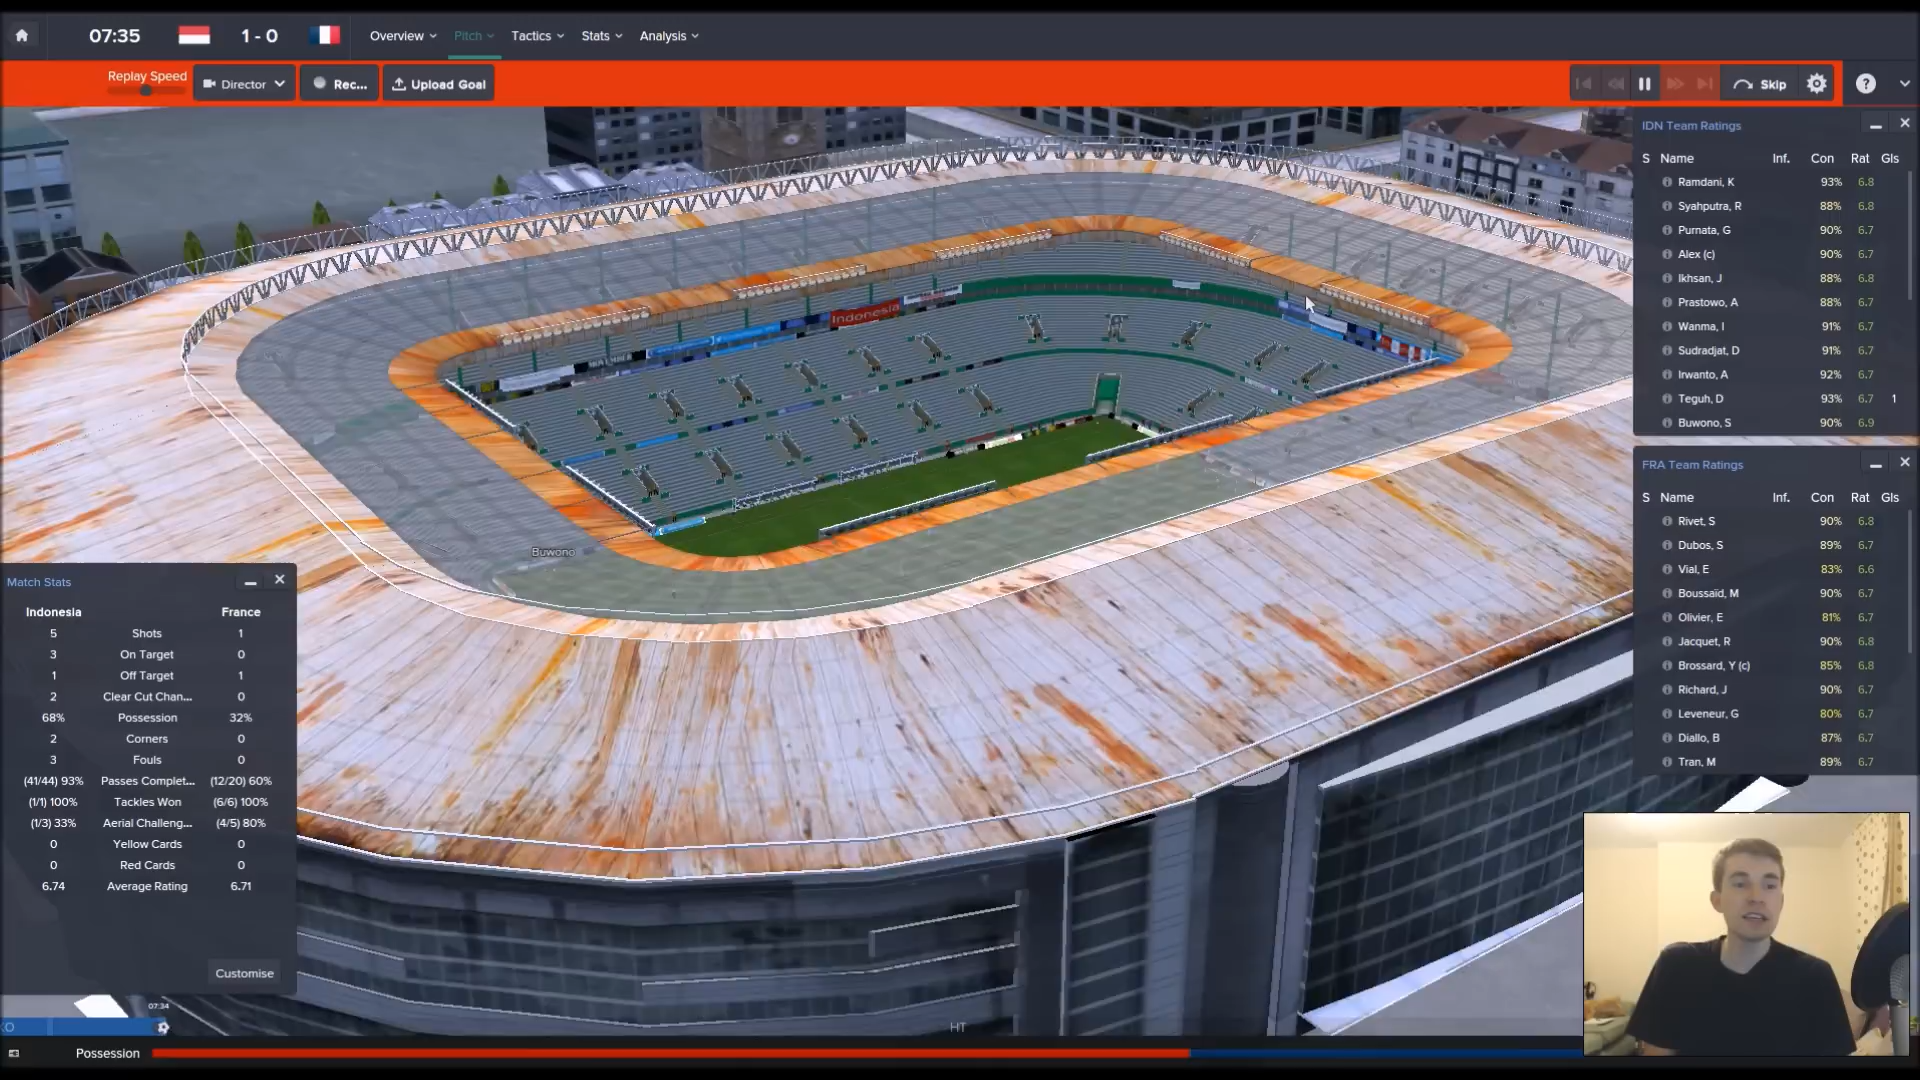 07:35 1 - 0 Overview Pitch Tactics Stats Analysis
Replay Speed Director Rec... Upload Goal Skip ?
IDN Team Ratings
S Name Inf. Con Rat Gls
Ramdani, K 93% 6.8
Syahputra, R 88% 6.8
Purnata, G 90% 6.7
Alex (c) 90% 6.7
Ikhsan, J 88% 6.8
Prastowo, A 88% 6.7
Wanma, I 91% 6.7
Sudradjat, D 91% 6.7
Irwanto, A 92% 6.7
Teguh, D 93% 6.7 1
Buwono, S 90% 6.9
FRA Team Ratings
S Name Inf. Con Rat Gls
Rivet, S 90% 6.8
Dubos, S 89% 6.7
Vial, E 83% 6.6
Boussaid, M 90% 6.7
Olivier, E 81% 6.7
Jacquet, R 90% 6.8
Brossard, Y (c) 85% 6.8
Richard, J 90% 6.7
Leveneur, G 80% 6.7
Diallo, B 87% 6.7
Tran, M 89% 6.7
Indonesia
Buwono
Match Stats
Indonesia France
5 Shots 1
3 On Target 0
1 Off Target 1
2 Clear Cut Chan... 0
68% Possession 32%
2 Corners 0
3 Fouls 0
(41/44) 93% Passes Complet... (12/20) 60%
(1/1) 100% Tackles Won (6/6) 100%
(1/3) 33% Aerial Challeng... (4/5) 80%
0 Yellow Cards 0
0 Red Cards 0
6.74 Average Rating 6.71
Customise
07:34
KO HT
Possession